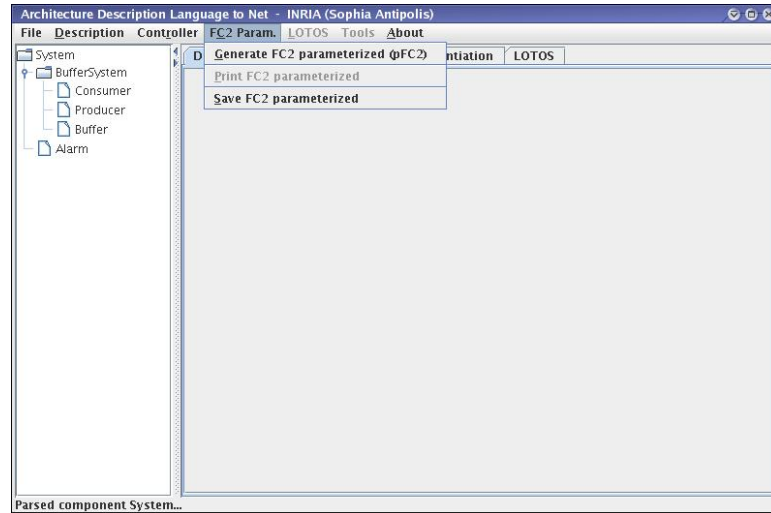 Architecture Description Language to Net - INRIA (Sophia Antipolis)
File Description Controller FC2 Param. LOTOS Tools About
System
BufferSystem
Consumer
Producer
Buffer
Alarm
D
Generate FC2 parameterized (pFC2)
Print FC2 parameterized
Save FC2 parameterized
ntiation
LOTOS
Parsed component System...